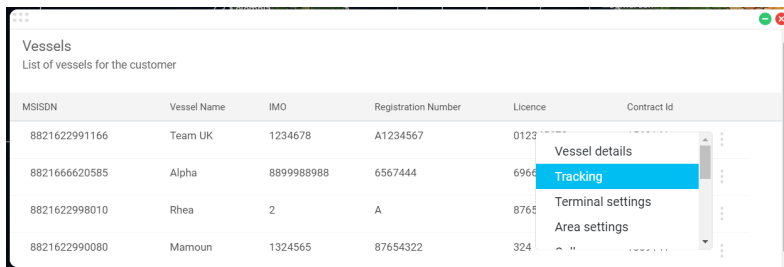 Vessels
List of vessels for the customer
MSISDN Vessel Name IMO Registration Number Licence Contract Id
8821622991166 Team UK 1234678 A1234567
Vessel details
8821666620585 Alpha 8899988988 6567444 6966
Tracking
Terminal settings
8821622998010 Rhea 2 A 8765
Area settings
8821622990080 Mamoun 1324565 87654322 324